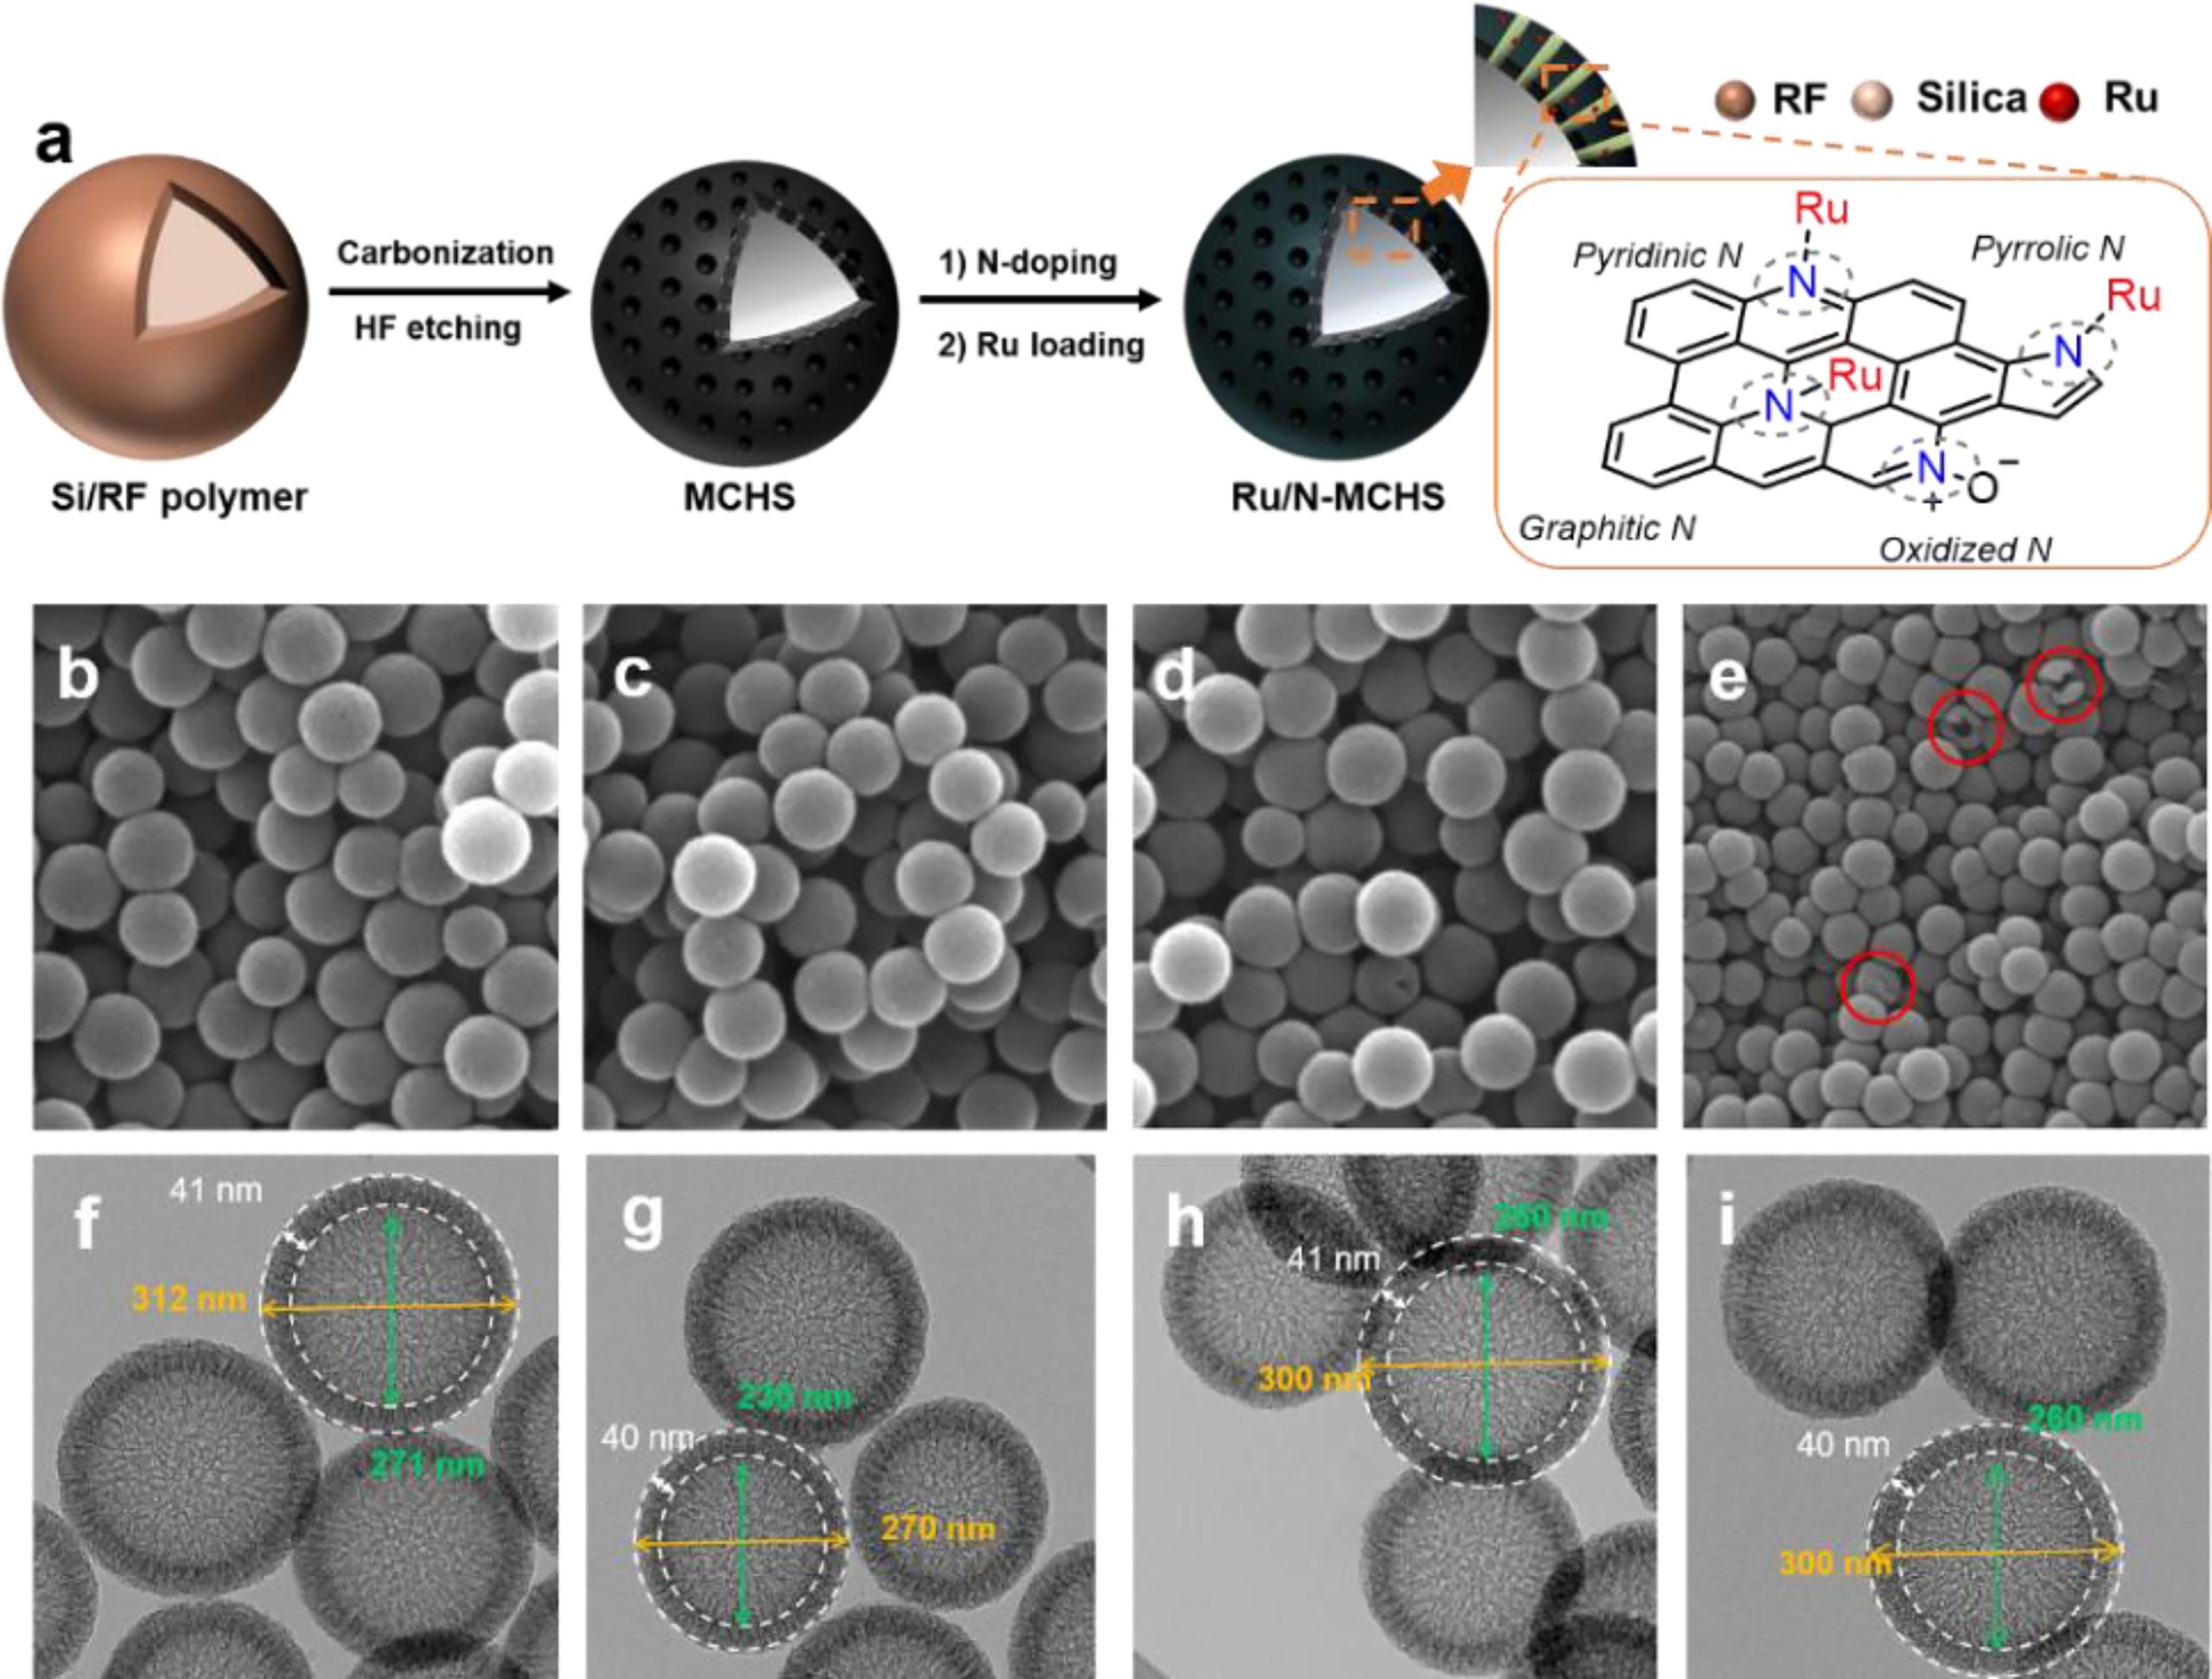 a
RF
Silica
Ru
Carbonization
HF etching
1) N-doping
2) Ru loading
Si/RF polymer
MCHS
Ru/N-MCHS
Ru
Pyridinic N
Pyrrolic N
N
Ru
N
Ru
N
N
+
O
−
Graphitic N
Oxidized N
b
c
d
e
f
41 nm
312 nm
271 nm
g
230 nm
40 nm
270 nm
h
260 nm
41 nm
300 nm
i
260 nm
40 nm
300 nm